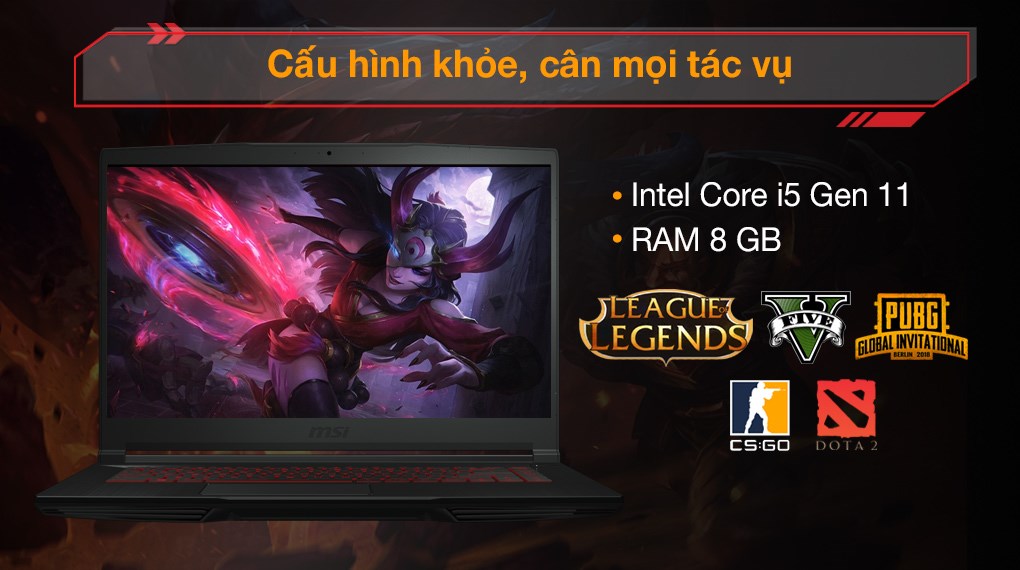 Cấu hình khỏe, cân mọi tác vụ
• Intel Core i5 Gen 11
• RAM 8 GB
LEAGUE OF
LEGENDS
V
FIVE
PUBG
GLOBAL INVITATIONAL
BERLIN 2018
CS:GO
DOTA 2
msi